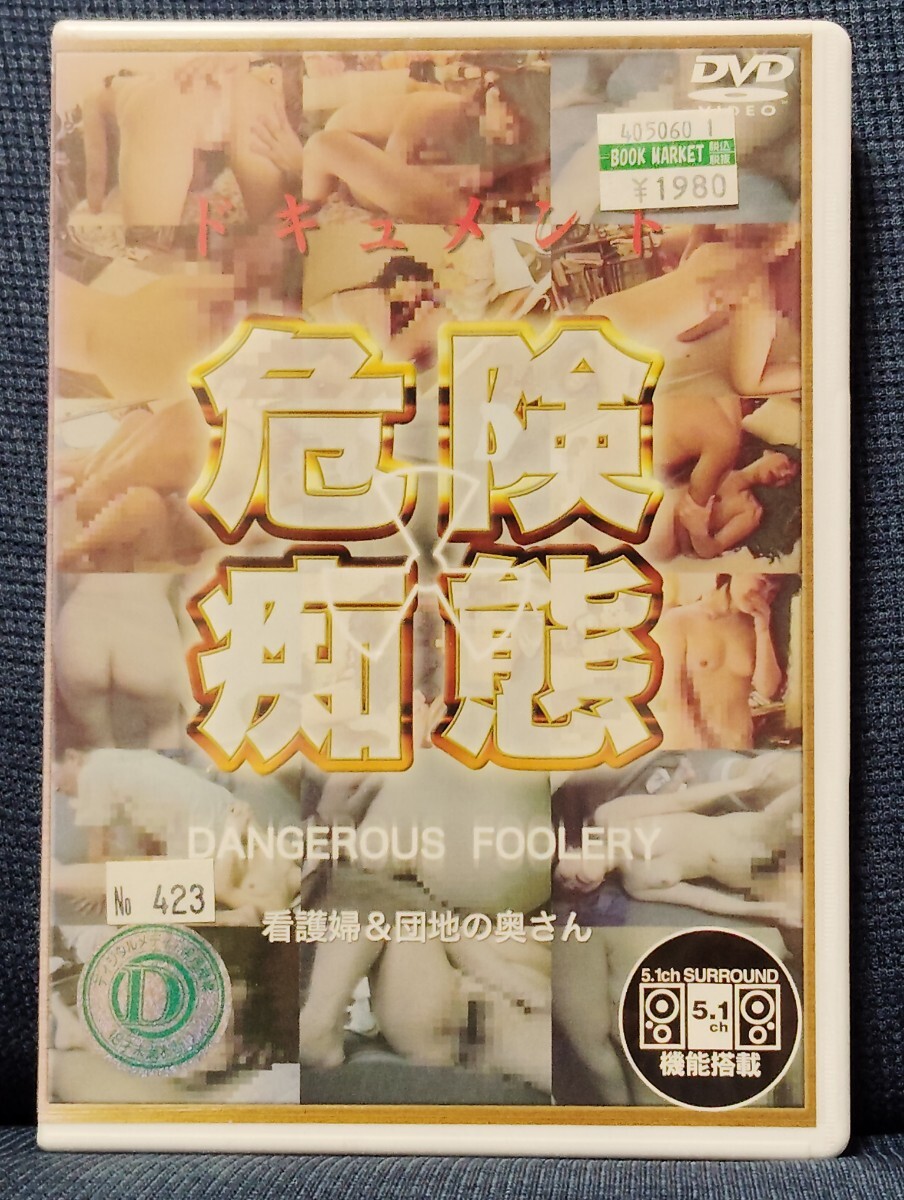 DVD
VIDEO
405060 1
BOOK MARKET 税込
¥1980
ドキュメント
危険
痴態
DANGEROUS FOOLERY
No 423
看護婦&団地の奥さん
D
5.1ch SURROUND
5.1
ch
機能搭載